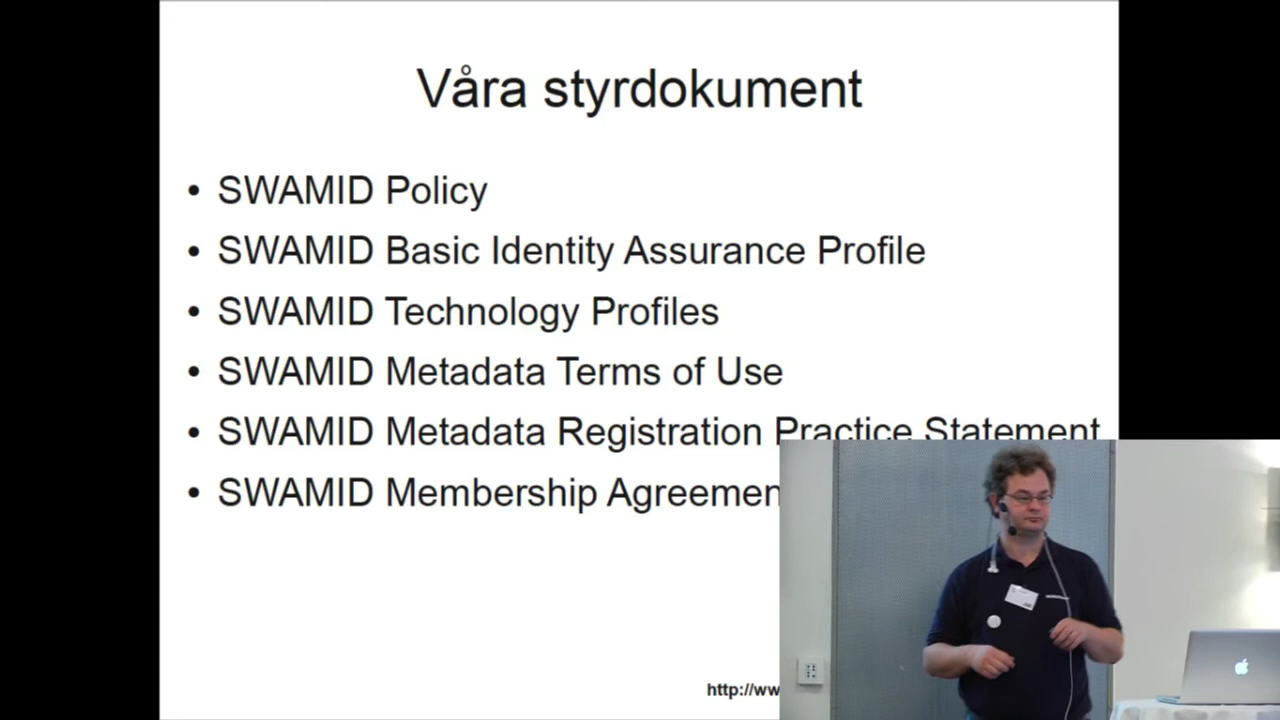 Våra styrdokument
• SWAMID Policy
• SWAMID Basic Identity Assurance Profile
• SWAMID Technology Profiles
• SWAMID Metadata Terms of Use
• SWAMID Metadata Registration Practice Statement
• SWAMID Membership Agreemen
http://ww